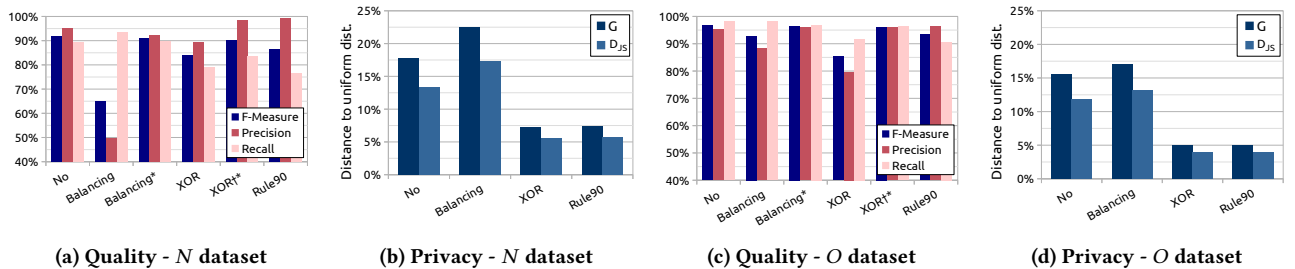 100%
90%
80%
70%
60%
50%
40%
F-Measure
Precision
Recall
No
Balancing
Balancing*
XOR
XOR†*
Rule90
(a) Quality - N dataset
Distance to uniform dist.
25%
20%
15%
10%
5%
0%
G
DJS
No
Balancing
XOR
Rule90
(b) Privacy - N dataset
100%
90%
80%
70%
60%
50%
40%
F-Measure
Precision
Recall
No
Balancing
Balancing*
XOR
XOR†*
Rule90
(c) Quality - O dataset
Distance to uniform dist.
25%
20%
15%
10%
5%
0%
G
DJS
No
Balancing
XOR
Rule90
(d) Privacy - O dataset